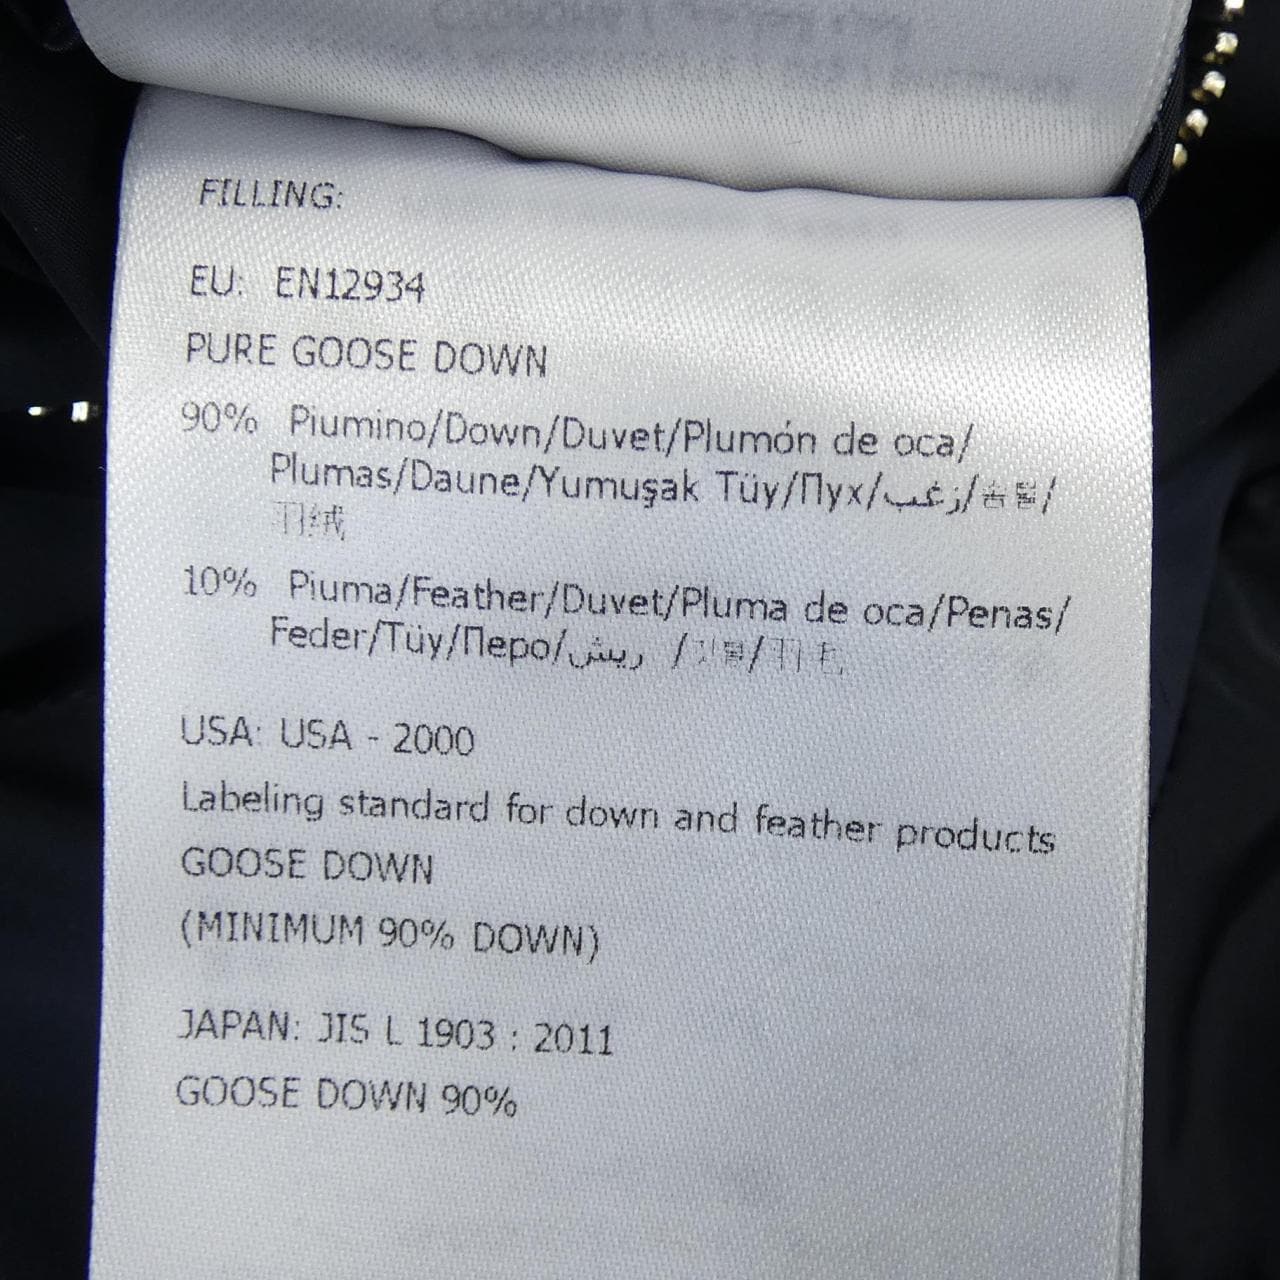 FILLING:
EU: EN12934
PURE GOOSE DOWN
90% Piumino/Down/Duvet/Plumón de oca/
Plumas/Daune/Yumuşak Tüy/Пух/زغب/솜털/
羽绒
10% Piuma/Feather/Duvet/Pluma de oca/Penas/
Feder/Tüy/Перо/ريش /깃털/羽毛
USA: USA - 2000
Labeling standard for down and feather products
GOOSE DOWN
(MINIMUM 90% DOWN)
JAPAN: JIS L 1903 : 2011
GOOSE DOWN 90%